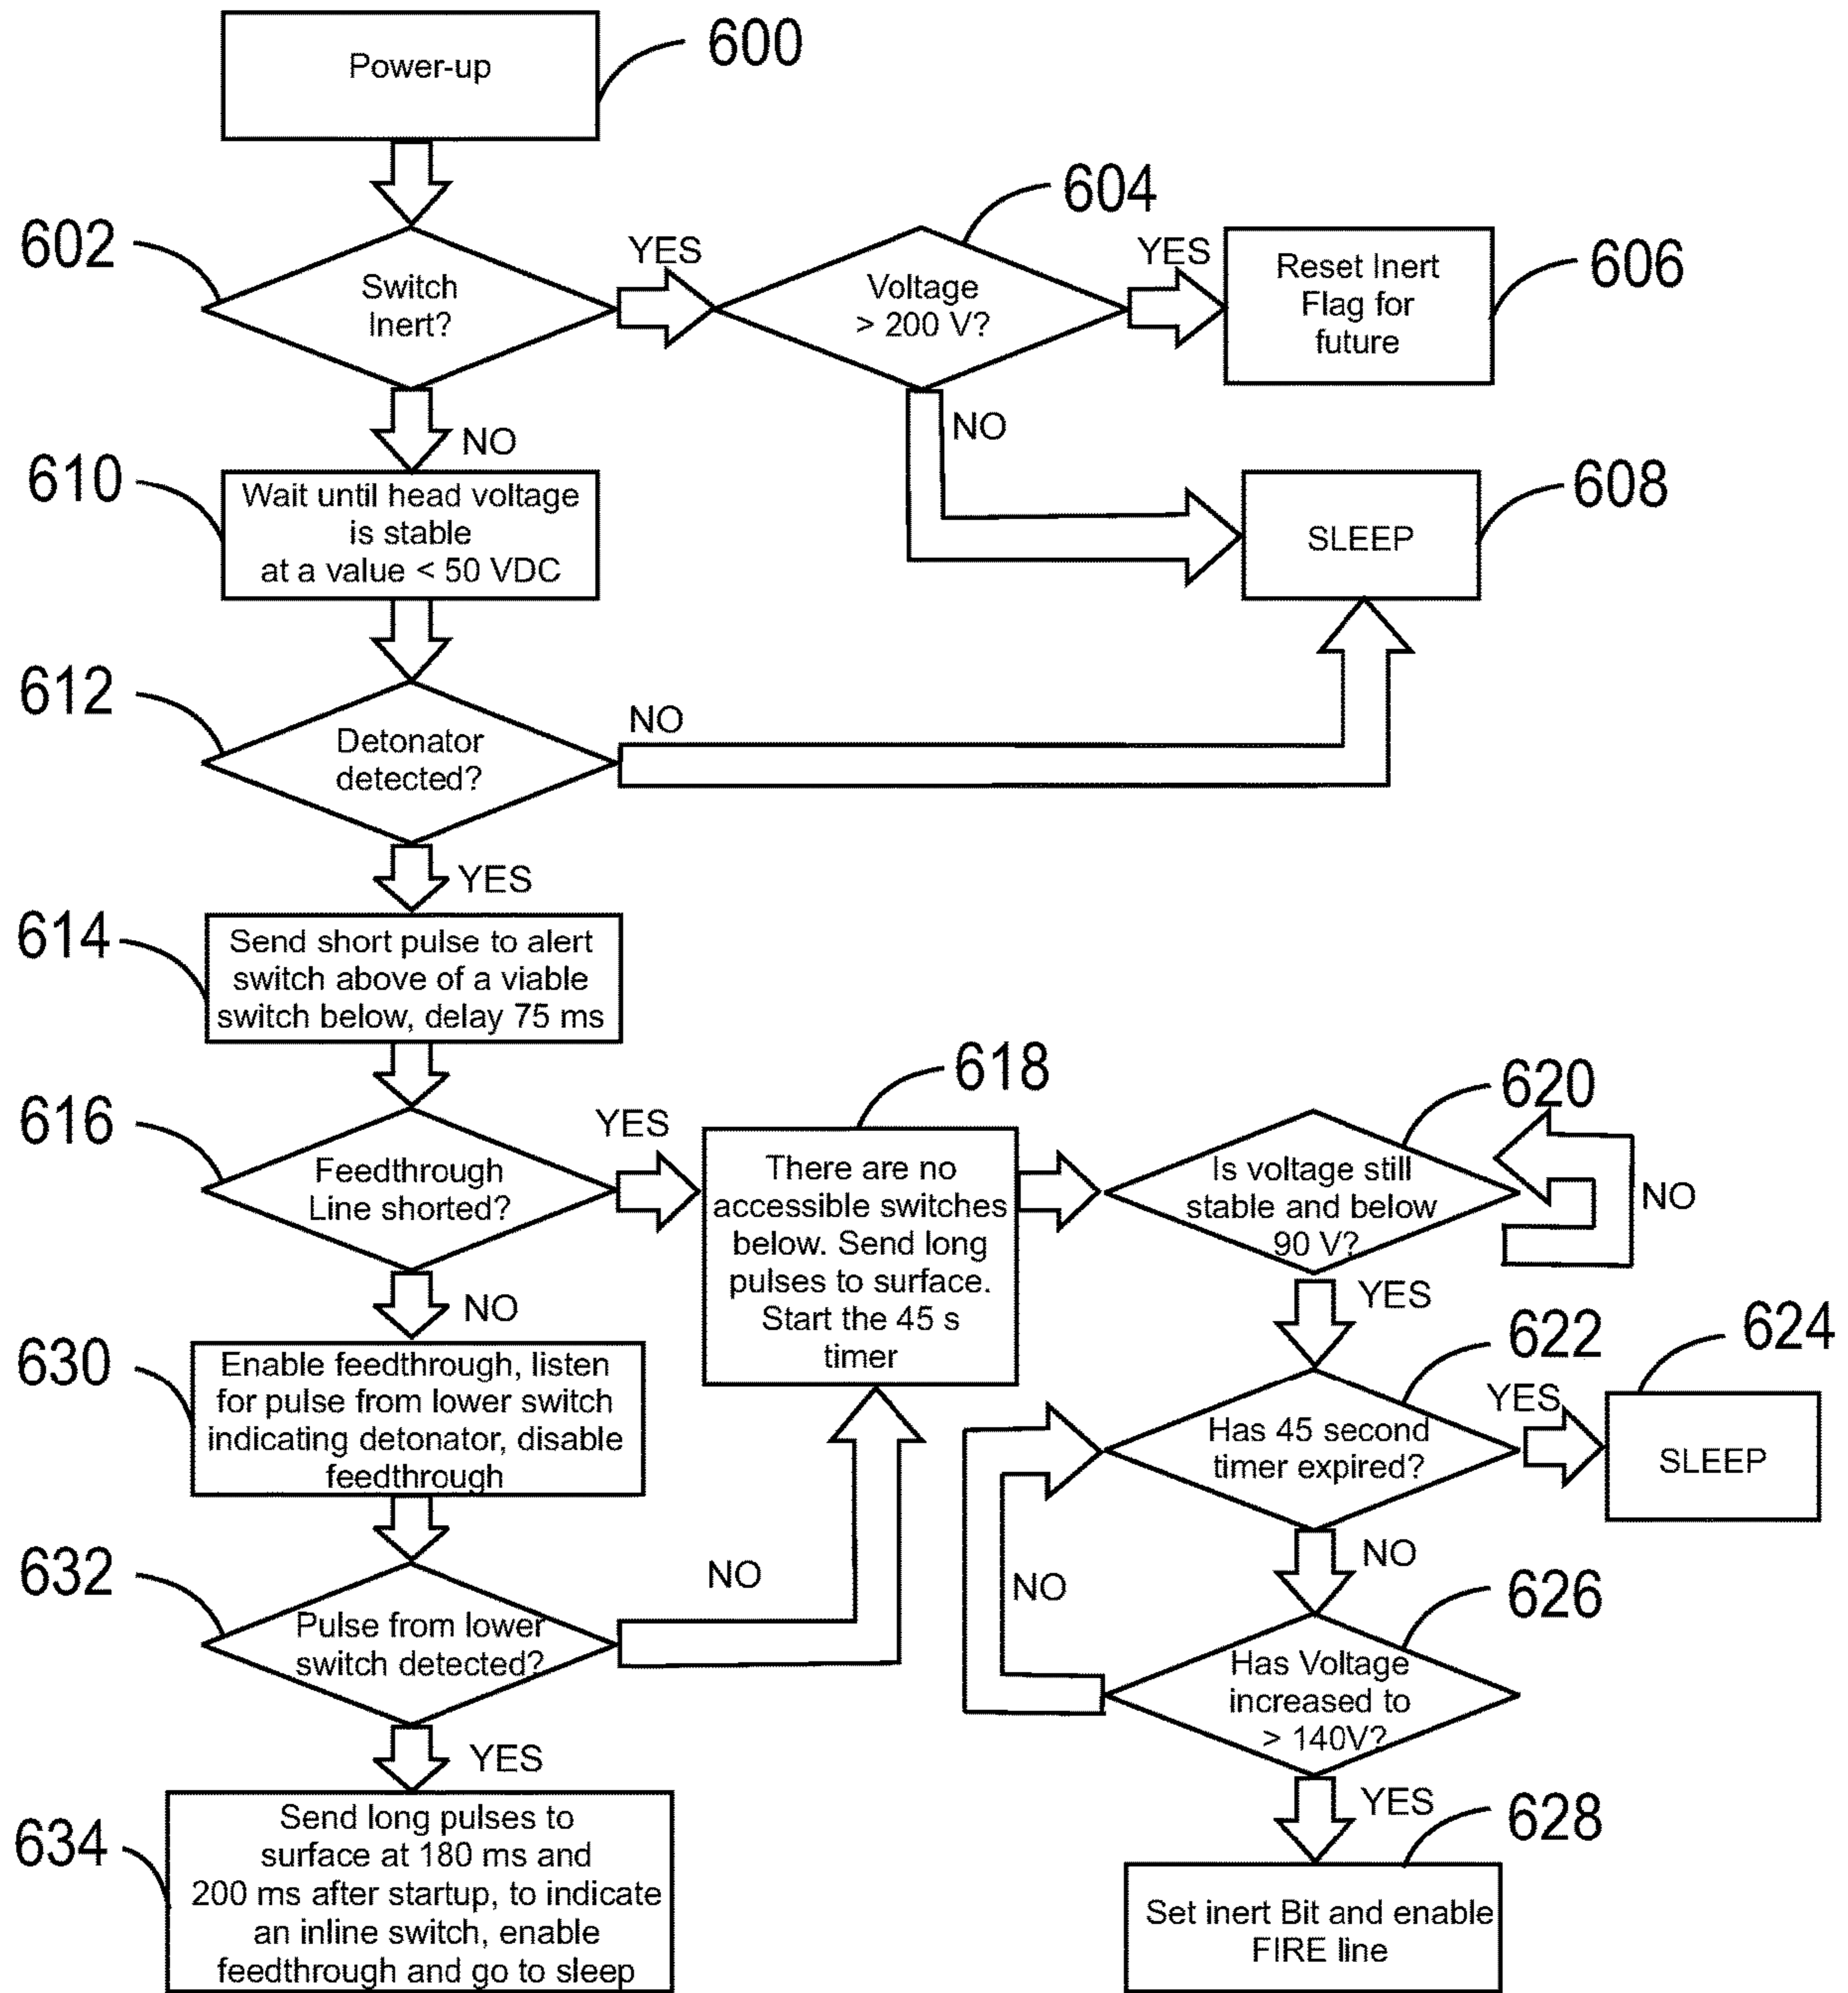 Power-up
600
602
Switch
Inert?
YES
604
Voltage
> 200 V?
YES
Reset Inert
Flag for
future
606
NO
NO
610
Wait until head voltage
is stable
at a value < 50 VDC
SLEEP
608
612
Detonator
detected?
NO
YES
614
Send short pulse to alert
switch above of a viable
switch below, delay 75 ms
616
Feedthrough
Line shorted?
YES
618
There are no
accessible switches
below. Send long
pulses to surface.
Start the 45 s
timer
620
Is voltage still
stable and below
90 V?
NO
YES
NO
630
Enable feedthrough, listen
for pulse from lower switch
indicating detonator, disable
feedthrough
622
Has 45 second
timer expired?
YES
624
SLEEP
NO
NO
632
Pulse from lower
switch detected?
NO
626
Has Voltage
increased to
> 140V?
YES
YES
634
Send long pulses to
surface at 180 ms and
200 ms after startup, to indicate
an inline switch, enable
feedthrough and go to sleep
628
Set inert Bit and enable
FIRE line